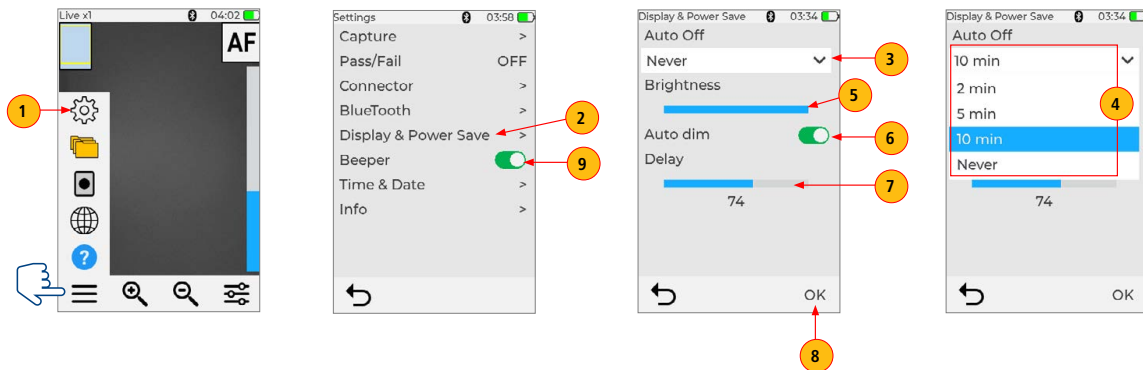 Live x1 04:02
AF
?
1
Settings 03:58
Capture >
Pass/Fail OFF
Connector >
BlueTooth >
Display & Power Save >
Beeper
Time & Date >
Info >
2
9
Display & Power Save 03:34
Auto Off
Never
Brightness
Auto dim
Delay
74
OK
3
5
6
7
8
Display & Power Save 03:34
Auto Off
10 min
2 min
5 min
10 min
Never
74
OK
4